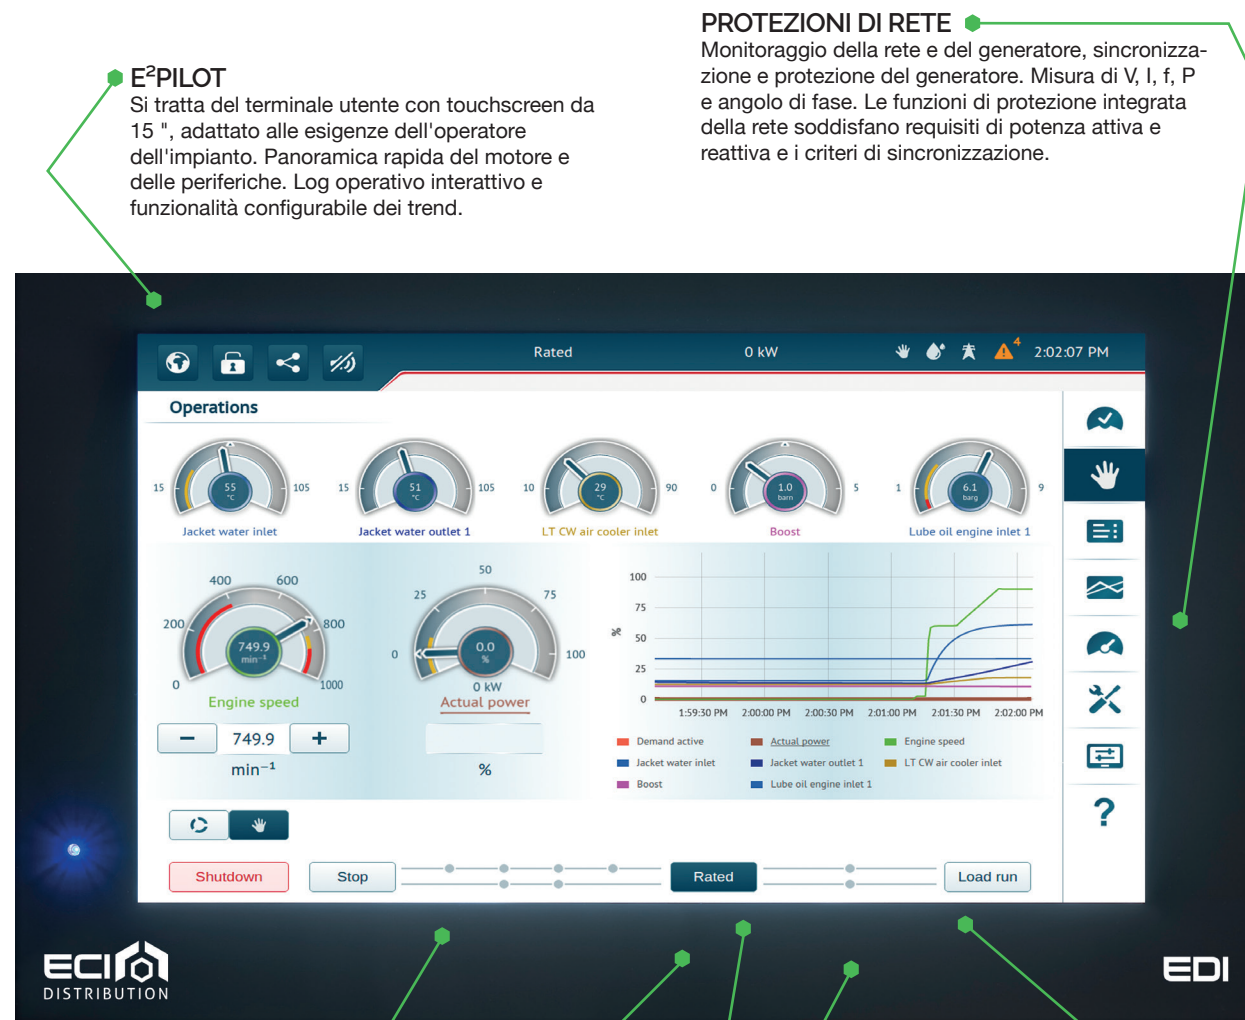 PROTEZIONI DI RETE
Monitoraggio della rete e del generatore, sincronizza-
zione e protezione del generatore. Misura di V, I, f, P
e angolo di fase. Le funzioni di protezione integrata
della rete soddisfano requisiti di potenza attiva e
reattiva e i criteri di sincronizzazione.
E²PILOT
Si tratta del terminale utente con touchscreen da
15 ", adattato alle esigenze dell'operatore
dell'impianto. Panoramica rapida del motore e
delle periferiche. Log operativo interattivo e
funzionalità configurabile dei trend.
Rated 0 kW 4 2:02:07 PM
Operations
15 55 °C 105 15 51 °C 105 10 29 °C 90 0 1.0 barn 5 1 6.1 barg 9
Jacket water inlet Jacket water outlet 1 LT CW air cooler inlet Boost Lube oil engine inlet 1
0 200 400 600 800 1000
749.9
min⁻¹
Engine speed
0 25 50 75 100
0.0
%
0 kW
Actual power
− 749.9 +
min⁻¹
%
%
100
75
50
25
0
1:59:30 PM 2:00:00 PM 2:00:30 PM 2:01:00 PM 2:01:30 PM 2:02:00 PM
Demand active Actual power Engine speed
Jacket water inlet Jacket water outlet 1 LT CW air cooler inlet
Boost Lube oil engine inlet 1
?
Shutdown Stop Rated Load run
ECI
DISTRIBUTION
EDI